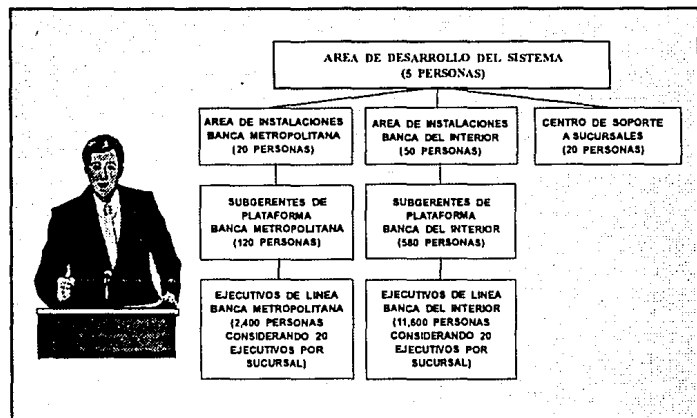 AREA DE DESARROLLO DEL SISTEMA
(5 PERSONAS)
AREA DE INSTALACIONES
BANCA METROPOLITANA
(20 PERSONAS)
AREA DE INSTALACIONES
BANCA DEL INTERIOR
(50 PERSONAS)
CENTRO DE SOPORTE
A SUCURSALES
(20 PERSONAS)
SUBGERENTES DE
PLATAFORMA
BANCA METROPOLITANA
(120 PERSONAS)
SUBGERENTES DE
PLATAFORMA
BANCA DEL INTERIOR
(580 PERSONAS)
EJECUTIVOS DE LINEA
BANCA METROPOLITANA
(2,400 PERSONAS
CONSIDERANDO 20
EJECUTIVOS POR
SUCURSAL)
EJECUTIVOS DE LINEA
BANCA DEL INTERIOR
(11,600 PERSONAS
CONSIDERANDO 20
EJECUTIVOS POR
SUCURSAL)